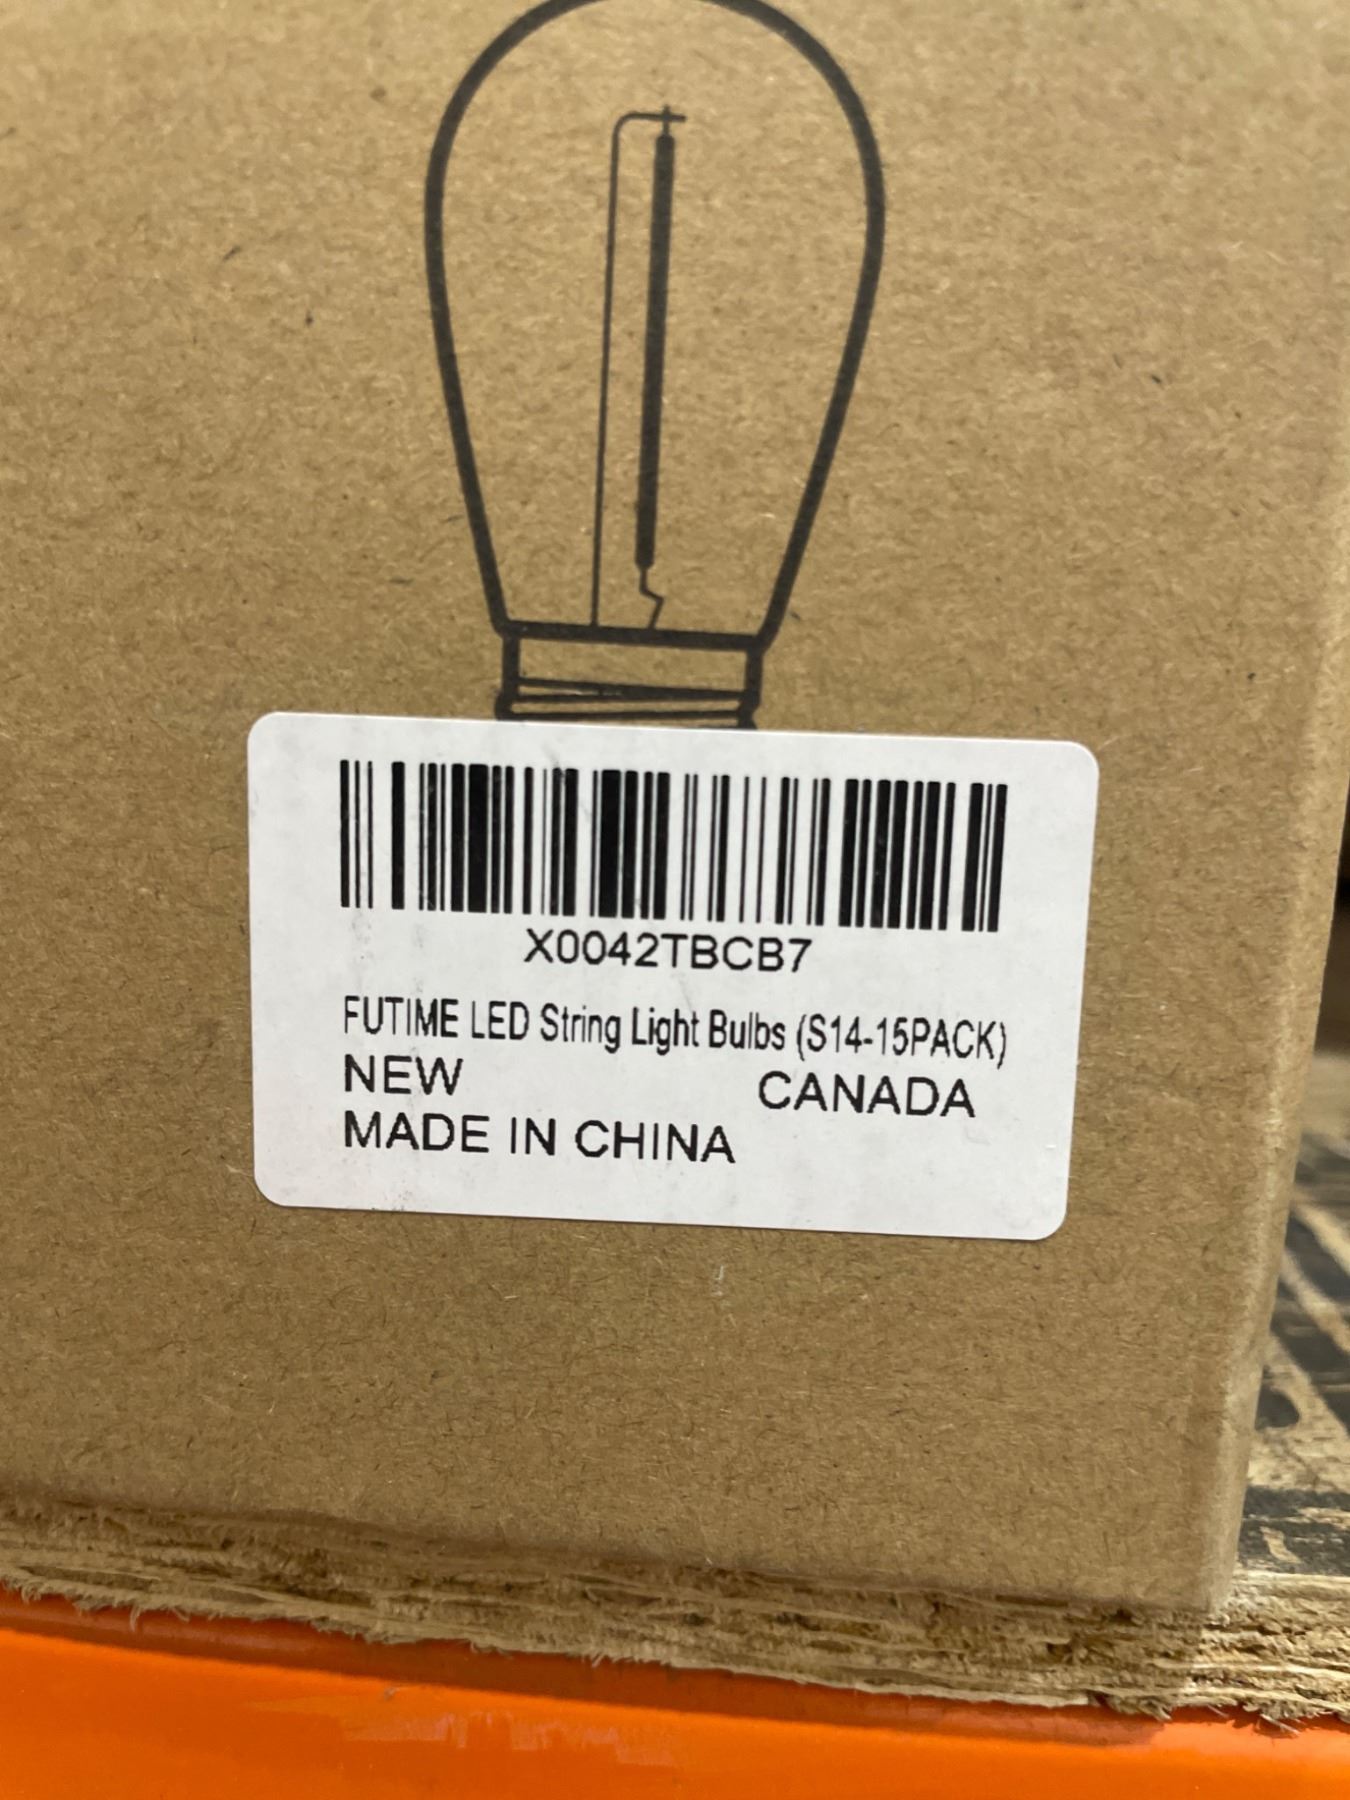 X0042TBCB7
FUTIME LED String Light Bulbs (S14-15PACK)
NEW CANADA
MADE IN CHINA